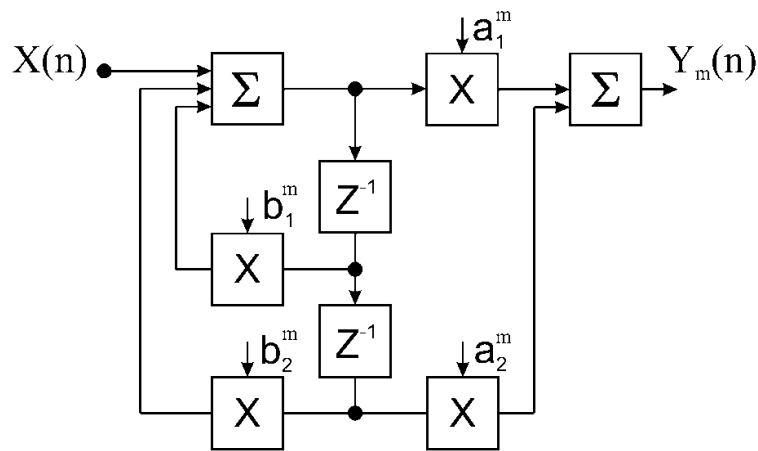 X(n)
Σ
a₁ᵐ
X
Σ
Yₘ(n)
Z⁻¹
b₁ᵐ
X
Z⁻¹
b₂ᵐ
X
a₂ᵐ
X